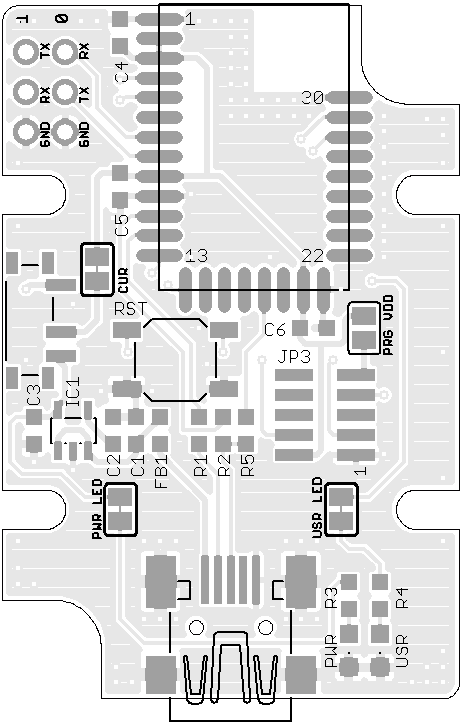 1 0
TX RX
RX TX
GND GND
C4
1
30
C5
13 22
CUR
RST
C6
PRG VDD
JP3
C3
IC1
C2
C1
FB1
R1
R2
R5
1
PWR LED
USR LED
R3
R4
PWR
USR